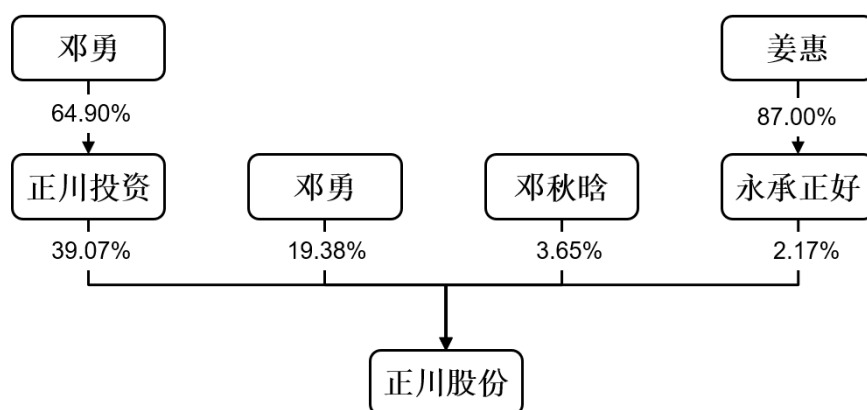 邓勇
姜惠
64.90%
87.00%
正川投资
邓勇
邓秋晗
永承正好
39.07%
19.38%
3.65%
2.17%
正川股份